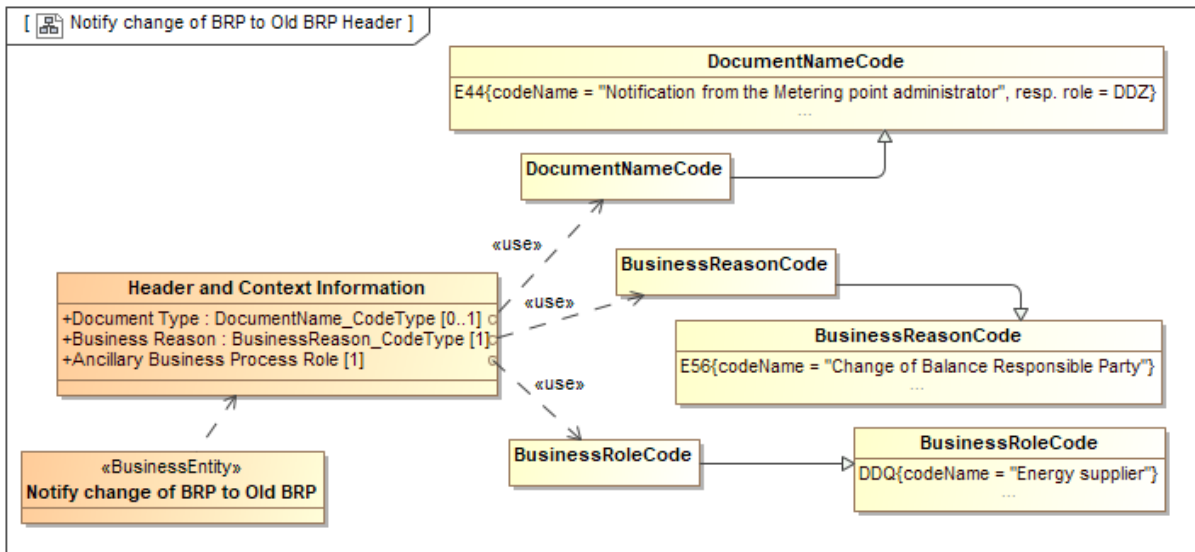 [ Notify change of BRP to Old BRP Header ]
DocumentNameCode
E44{codeName = "Notification from the Metering point administrator", resp. role = DDZ}
...
DocumentNameCode
«use»
BusinessReasonCode
Header and Context Information
«use»
+Document Type : DocumentName_CodeType [0..1]
+Business Reason : BusinessReason_CodeType [1]
+Ancillary Business Process Role [1]
BusinessReasonCode
E56{codeName = "Change of Balance Responsible Party"}
...
«use»
BusinessRoleCode
BusinessRoleCode
DDQ{codeName = "Energy supplier"}
...
«BusinessEntity»
Notify change of BRP to Old BRP